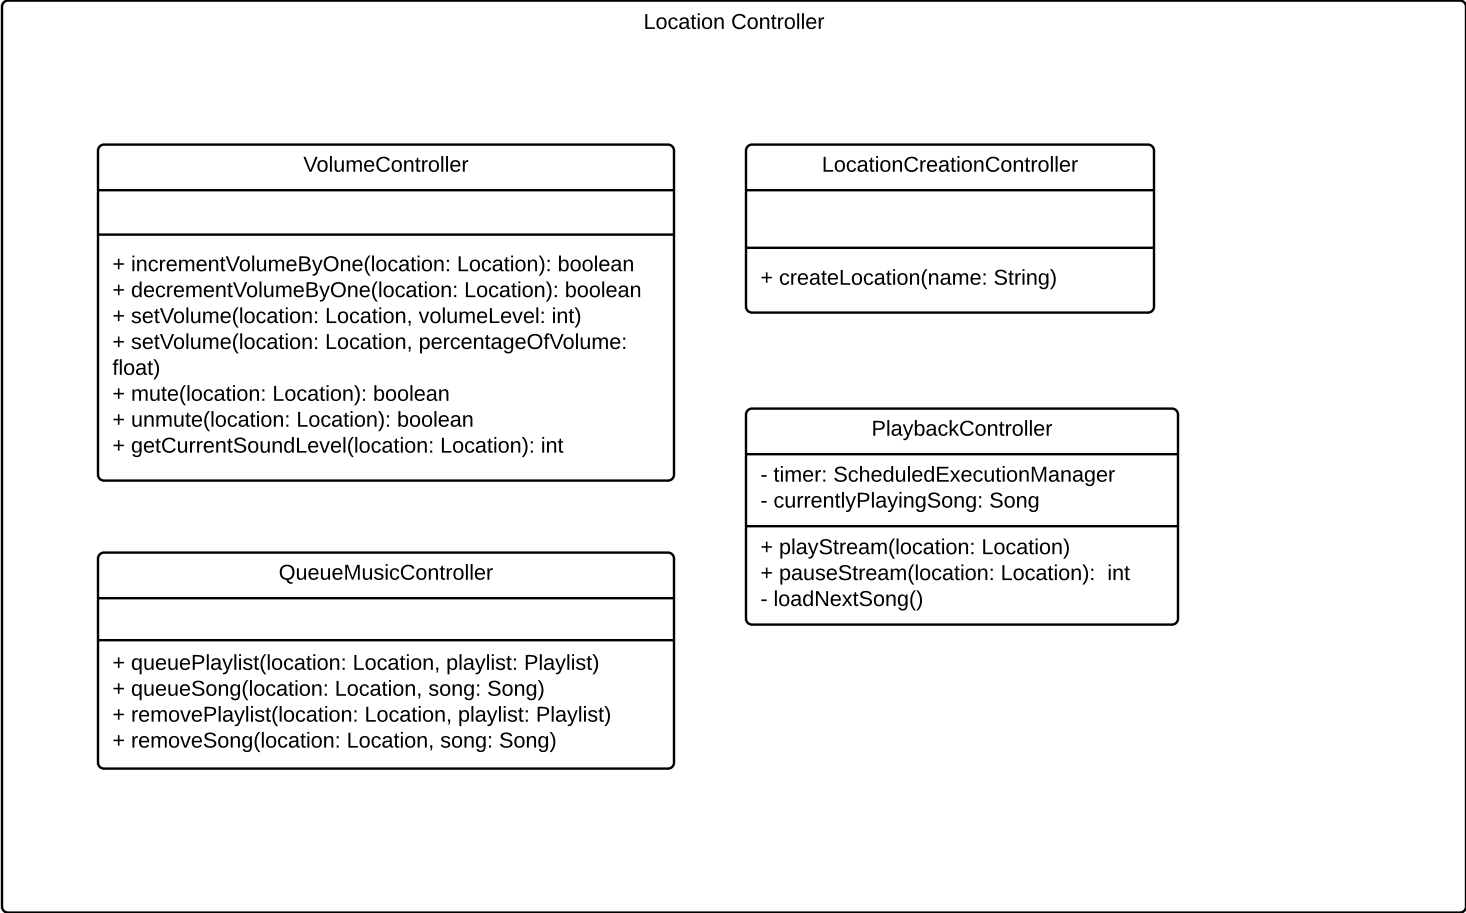 Location Controller
VolumeController
+ incrementVolumeByOne(location: Location): boolean
+ decrementVolumeByOne(location: Location): boolean
+ setVolume(location: Location, volumeLevel: int)
+ setVolume(location: Location, percentageOfVolume:
float)
+ mute(location: Location): boolean
+ unmute(location: Location): boolean
+ getCurrentSoundLevel(location: Location): int
LocationCreationController
+ createLocation(name: String)
PlaybackController
- timer: ScheduledExecutionManager
- currentlyPlayingSong: Song
+ playStream(location: Location)
+ pauseStream(location: Location):  int
- loadNextSong()
QueueMusicController
+ queuePlaylist(location: Location, playlist: Playlist)
+ queueSong(location: Location, song: Song)
+ removePlaylist(location: Location, playlist: Playlist)
+ removeSong(location: Location, song: Song)